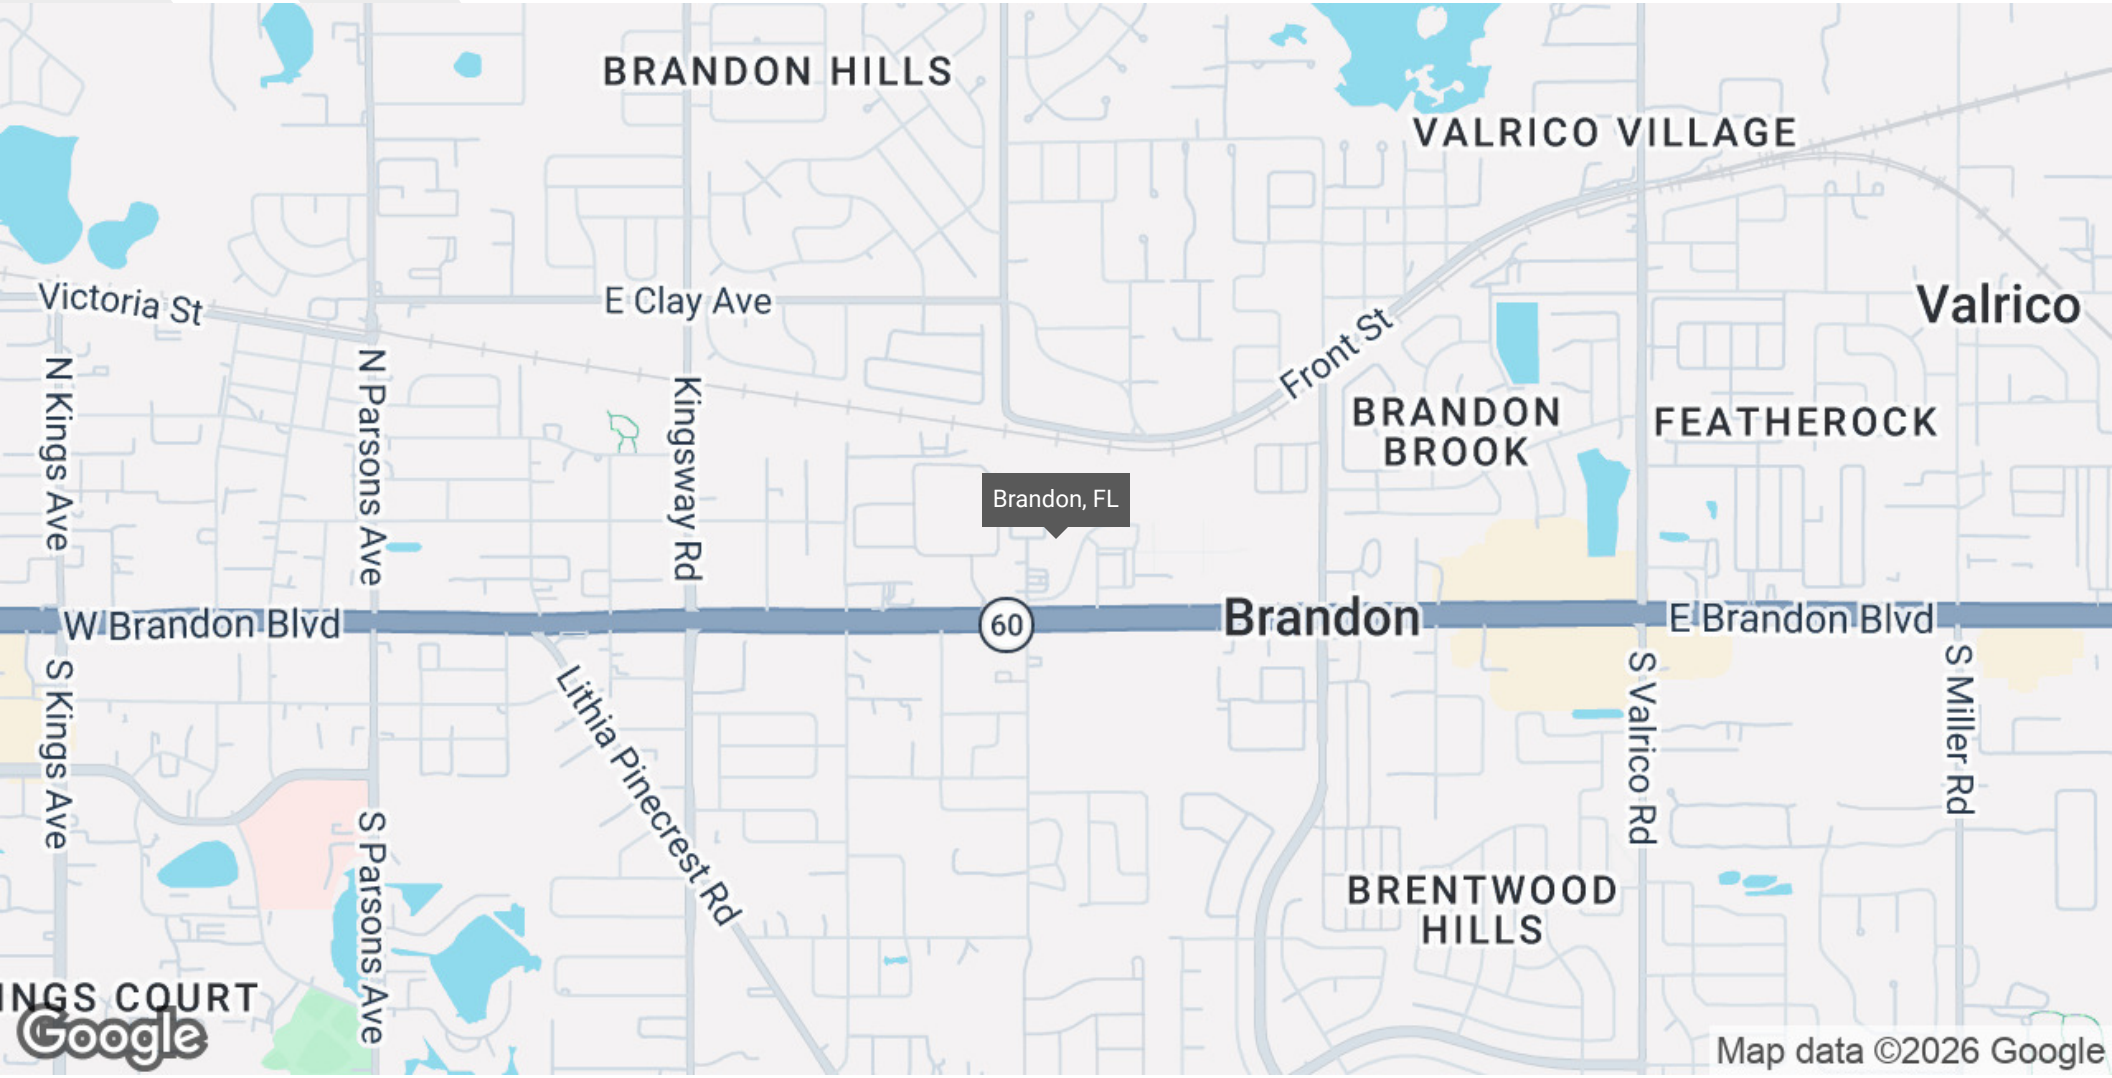 BRANDON HILLS
VALRICO VILLAGE
Victoria St
E Clay Ave
Valrico
Front St
N Kings Ave
N Parsons Ave
Kingsway Rd
BRANDON
BROOK
FEATHEROCK
Brandon, FL
W Brandon Blvd
60
Brandon
E Brandon Blvd
S Kings Ave
Lithia Pinecrest Rd
S Valrico Rd
S Miller Rd
S Parsons Ave
BRENTWOOD
HILLS
INGS COURT
Google
Map data ©2026 Google